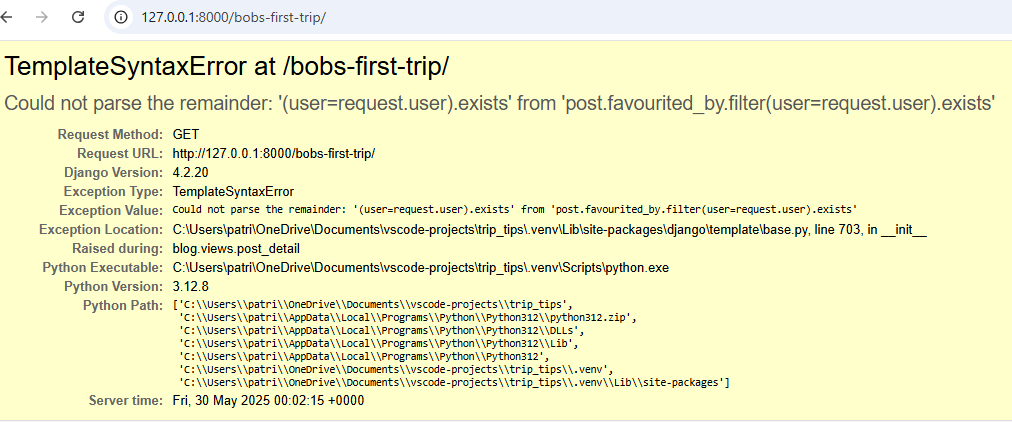 127.0.0.1:8000/bobs-first-trip/
TemplateSyntaxError at /bobs-first-trip/
Could not parse the remainder: '(user=request.user).exists' from 'post.favourited_by.filter(user=request.user).exists'
Request Method: GET
Request URL: http://127.0.0.1:8000/bobs-first-trip/
Django Version: 4.2.20
Exception Type: TemplateSyntaxError
Exception Value: Could not parse the remainder: '(user=request.user).exists' from 'post.favourited_by.filter(user=request.user).exists'
Exception Location: C:\Users\patri\OneDrive\Documents\vscode-projects\trip_tips\.venv\Lib\site-packages\django\template\base.py, line 703, in __init__
Raised during: blog.views.post_detail
Python Executable: C:\Users\patri\OneDrive\Documents\vscode-projects\trip_tips\.venv\Scripts\python.exe
Python Version: 3.12.8
Python Path: ['C:\\Users\\patri\\OneDrive\\Documents\\vscode-projects\\trip_tips',
'C:\\Users\\patri\\AppData\\Local\\Programs\\Python\\Python312\\python312.zip',
'C:\\Users\\patri\\AppData\\Local\\Programs\\Python\\Python312\\DLLs',
'C:\\Users\\patri\\AppData\\Local\\Programs\\Python\\Python312\\Lib',
'C:\\Users\\patri\\AppData\\Local\\Programs\\Python\\Python312',
'C:\\Users\\patri\\OneDrive\\Documents\\vscode-projects\\trip_tips\\.venv',
'C:\\Users\\patri\\OneDrive\\Documents\\vscode-projects\\trip_tips\\.venv\\Lib\\site-packages']
Server time: Fri, 30 May 2025 00:02:15 +0000